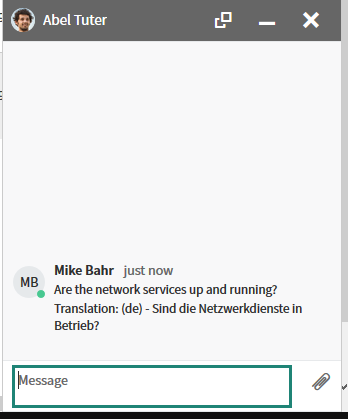 Abel Tuter
Mike Bahr just now
MB
Are the network services up and running?
Translation: (de) - Sind die Netzwerkdienste in
Betrieb?
Message